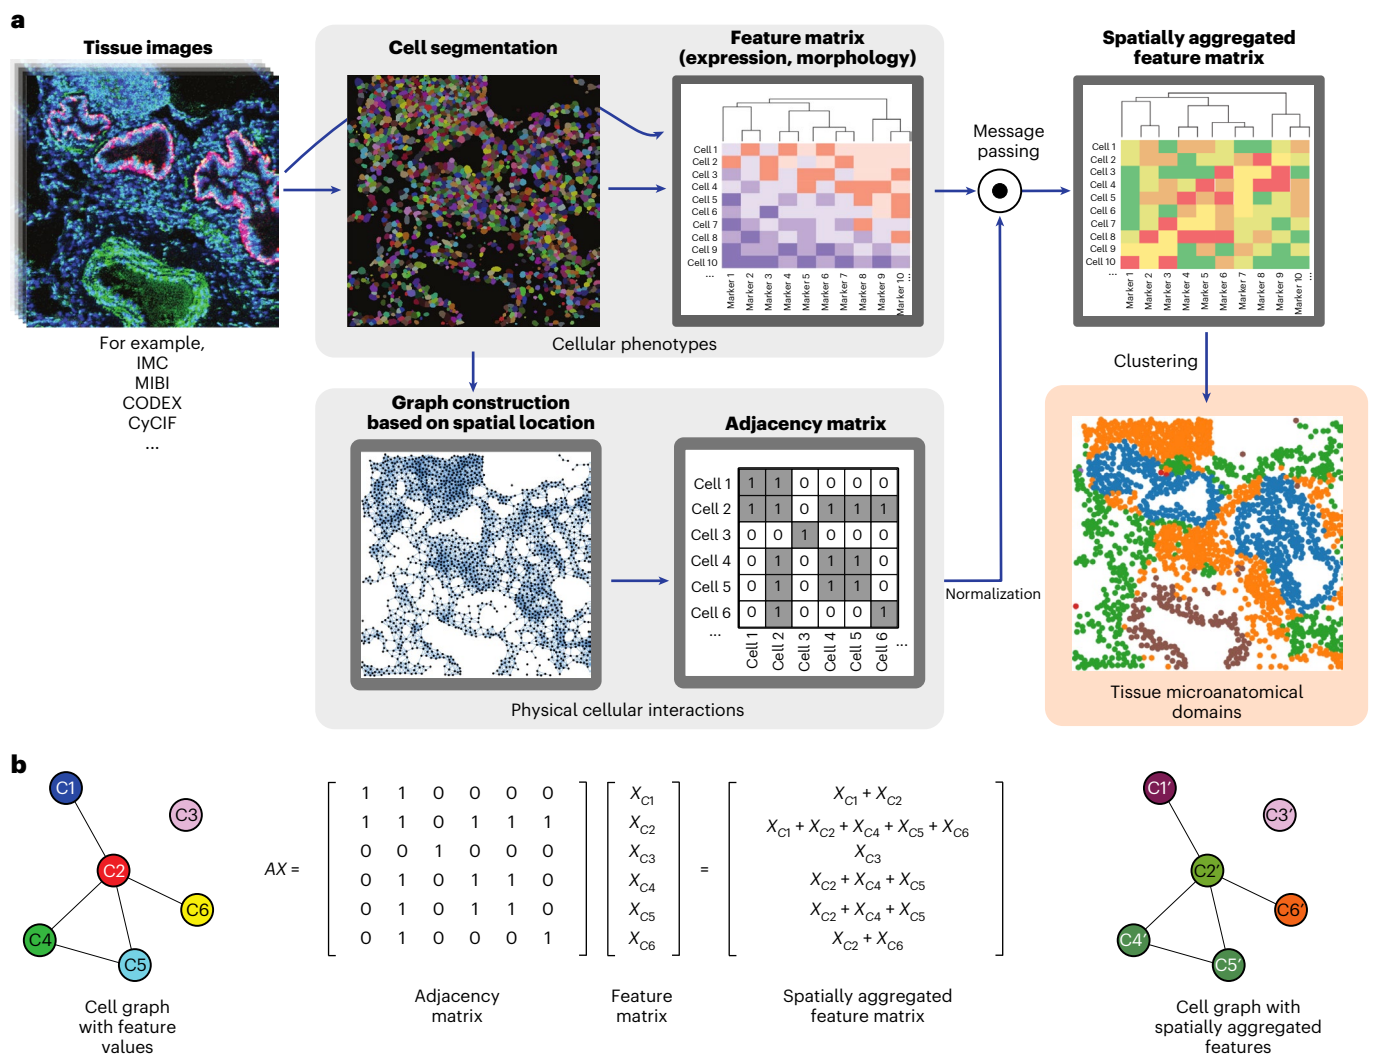 a
Tissue images
For example,
IMC
MIBI
CODEX
CyCIF
...
Cell segmentation
Feature matrix
(expression, morphology)
Cell 1
Cell 2
Cell 3
Cell 4
Cell 5
Cell 6
Cell 7
Cell 8
Cell 9
Cell 10
...
Marker 1
Marker 2
Marker 3
Marker 4
Marker 5
Marker 6
Marker 7
Marker 8
Marker 9
Marker 10
...
Cellular phenotypes
Message
passing
Spatially aggregated
feature matrix
Cell 1
Cell 2
Cell 3
Cell 4
Cell 5
Cell 6
Cell 7
Cell 8
Cell 9
Cell 10
...
Marker 1
Marker 2
Marker 3
Marker 4
Marker 5
Marker 6
Marker 7
Marker 8
Marker 9
Marker 10
...
Clustering
Graph construction
based on spatial location
Adjacency matrix
Cell 1 1 1 0 0 0 0
Cell 2 1 1 0 1 1 1
Cell 3 0 0 1 0 0 0
Cell 4 0 1 0 1 1 0
Cell 5 0 1 0 1 1 0
Cell 6 0 1 0 0 0 1
...
Cell 1
Cell 2
Cell 3
Cell 4
Cell 5
Cell 6
...
Physical cellular interactions
Normalization
Tissue microanatomical
domains
b
C1
C3
C2
C6
C4
C5
Cell graph
with feature
values
AX =
1 1 0 0 0 0
1 1 0 1 1 1
0 0 1 0 0 0
0 1 0 1 1 0
0 1 0 1 1 0
0 1 0 0 0 1
Adjacency
matrix
X_C1
X_C2
X_C3
X_C4
X_C5
X_C6
Feature
matrix
=
X_C1 + X_C2
X_C1 + X_C2 + X_C4 + X_C5 + X_C6
X_C3
X_C2 + X_C4 + X_C5
X_C2 + X_C4 + X_C5
X_C2 + X_C6
Spatially aggregated
feature matrix
C1′
C3′
C2′
C6′
C4′
C5′
Cell graph with
spatially aggregated
features